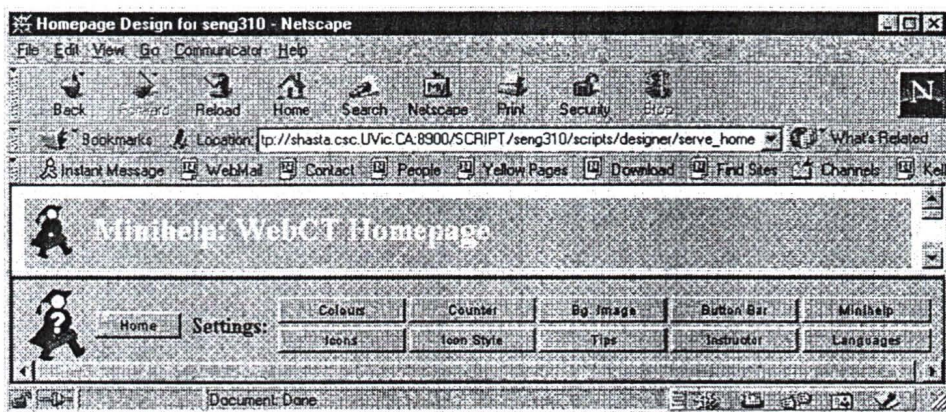 Homepage Design for seng310 - Netscape
File Edit View Go Communicator Help
Back Forward Reload Home Search Netscape Print Security Stop
My
N
Bookmarks Location: tp://shasta.csc.UVic.CA:8900/SCRIPT/seng310/scripts/designer/serve_home What's Related
Instant Message WebMail Contact People Yellow Pages Download Find Sites Channels Kell
Minihelp: WebCT Homepage
?
Home Settings: Colours Counter Bg. Image Button Bar Minihelp
Icons Icon Style Tips Instructor Languages
Document: Done